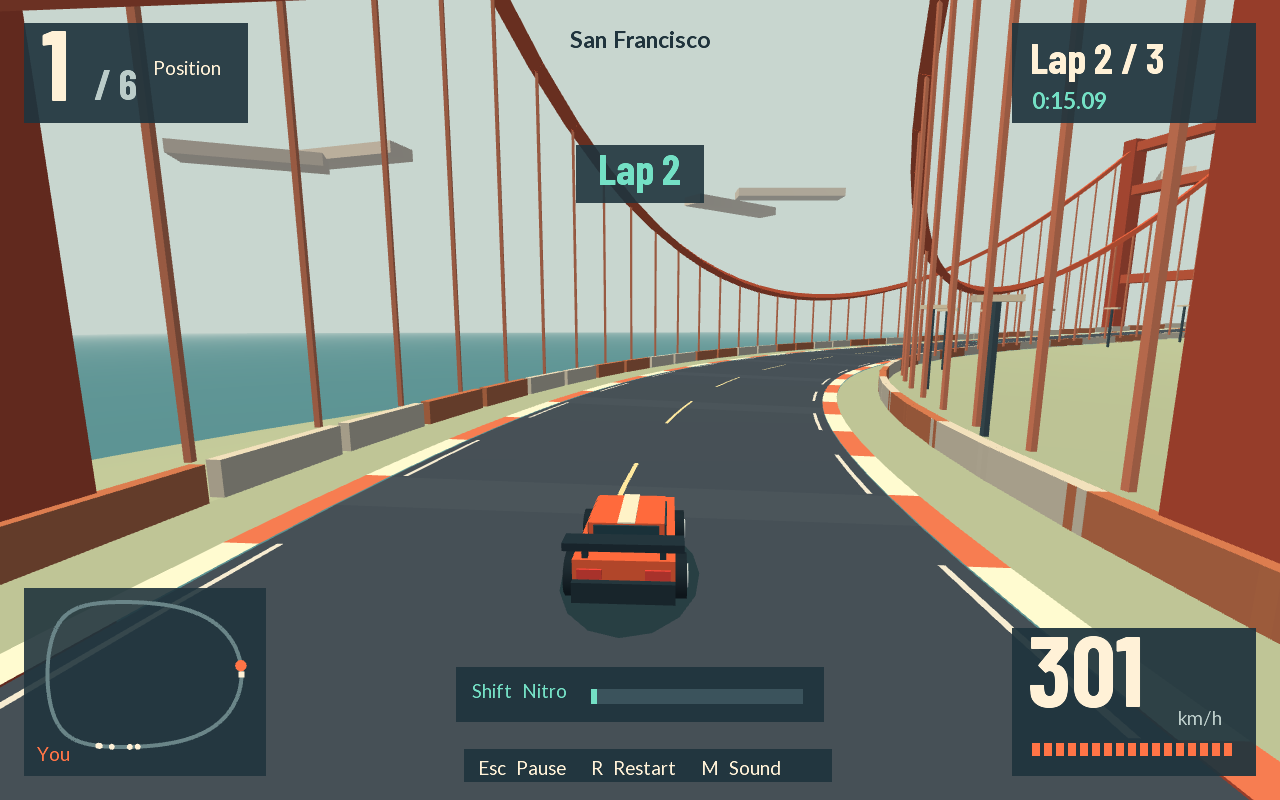 San Francisco
1 / 6 Position
Lap 2 / 3
0:15.09
Lap 2
You
Shift Nitro
301
km/h
Esc Pause R Restart M Sound